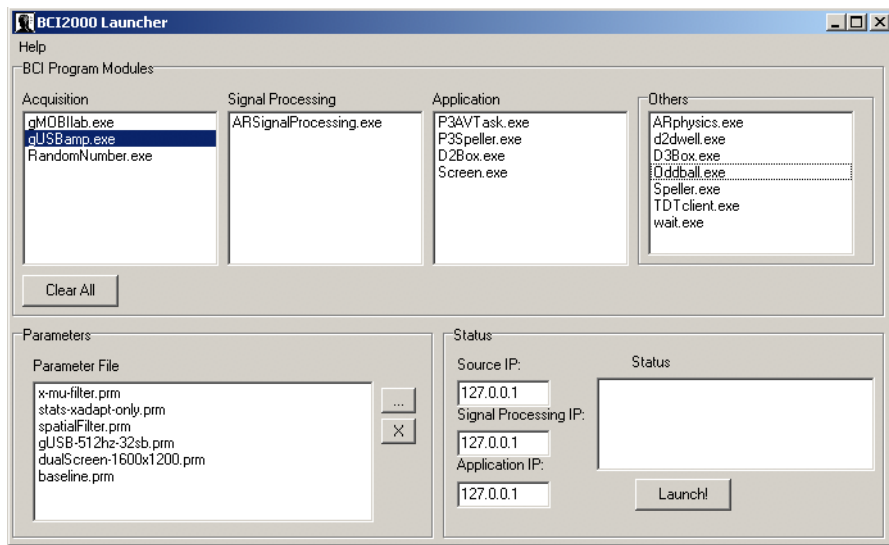 BCI2000 Launcher
Help
BCI Program Modules
Acquisition
gMOBIlab.exe
gUSBamp.exe
RandomNumber.exe
Signal Processing
ARSignalProcessing.exe
Application
P3AVTask.exe
P3Speller.exe
D2Box.exe
Screen.exe
Others
ARphysics.exe
d2dwell.exe
D3Box.exe
Oddball.exe
Speller.exe
TDTclient.exe
wait.exe
Clear All
Parameters
Parameter File
x-mu-filter.prm
stats-xadapt-only.prm
spatialFilter.prm
gUSB-512hz-32sb.prm
dualScreen-1600x1200.prm
baseline.prm
...
X
Status
Source IP:
127.0.0.1
Signal Processing IP:
127.0.0.1
Application IP:
127.0.0.1
Status
Launch!